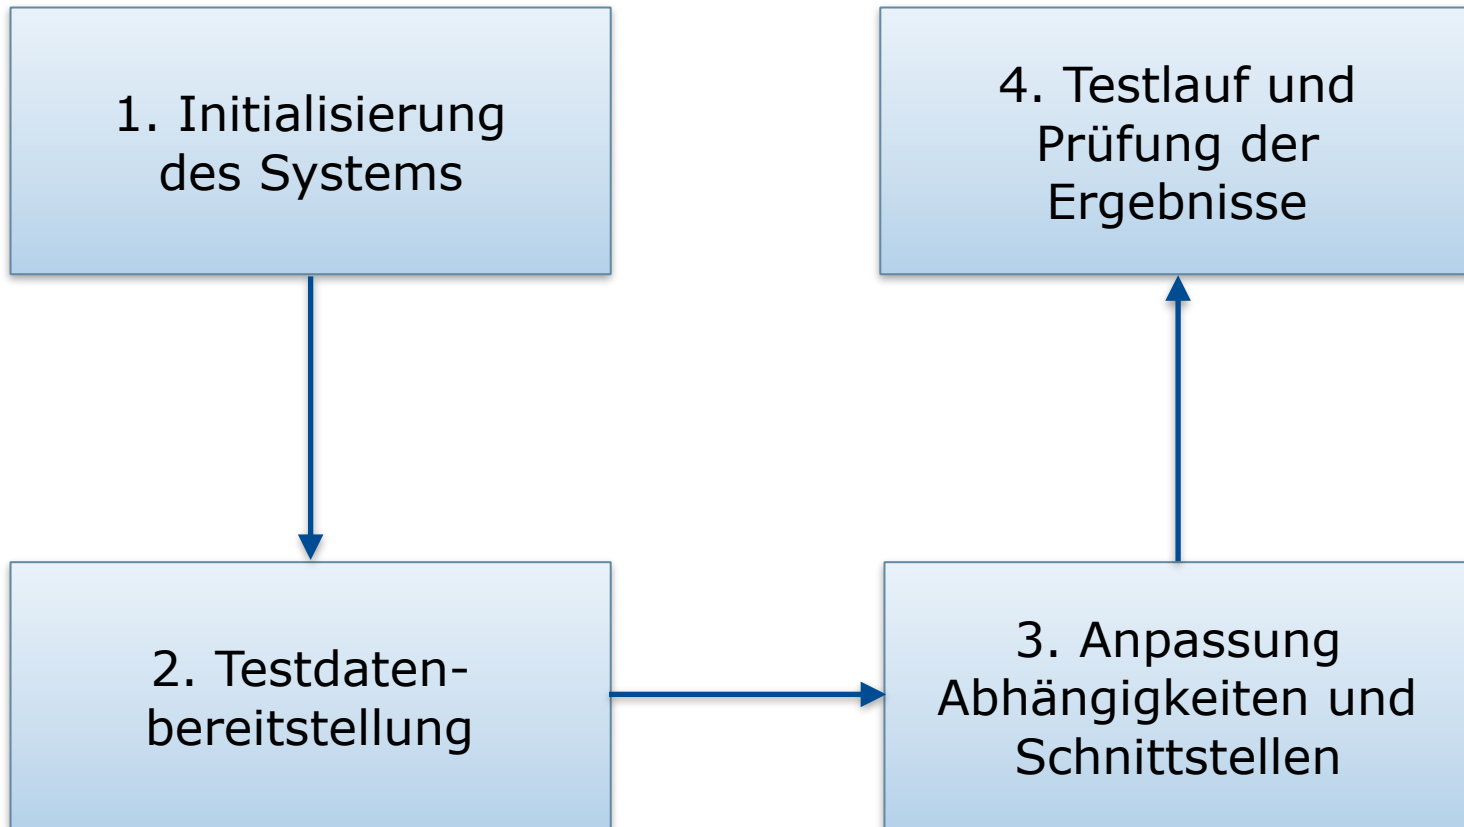 1. Initialisierung
des Systems
2. Testdaten-
bereitstellung
3. Anpassung
Abhängigkeiten und
Schnittstellen
4. Testlauf und
Prüfung der
Ergebnisse